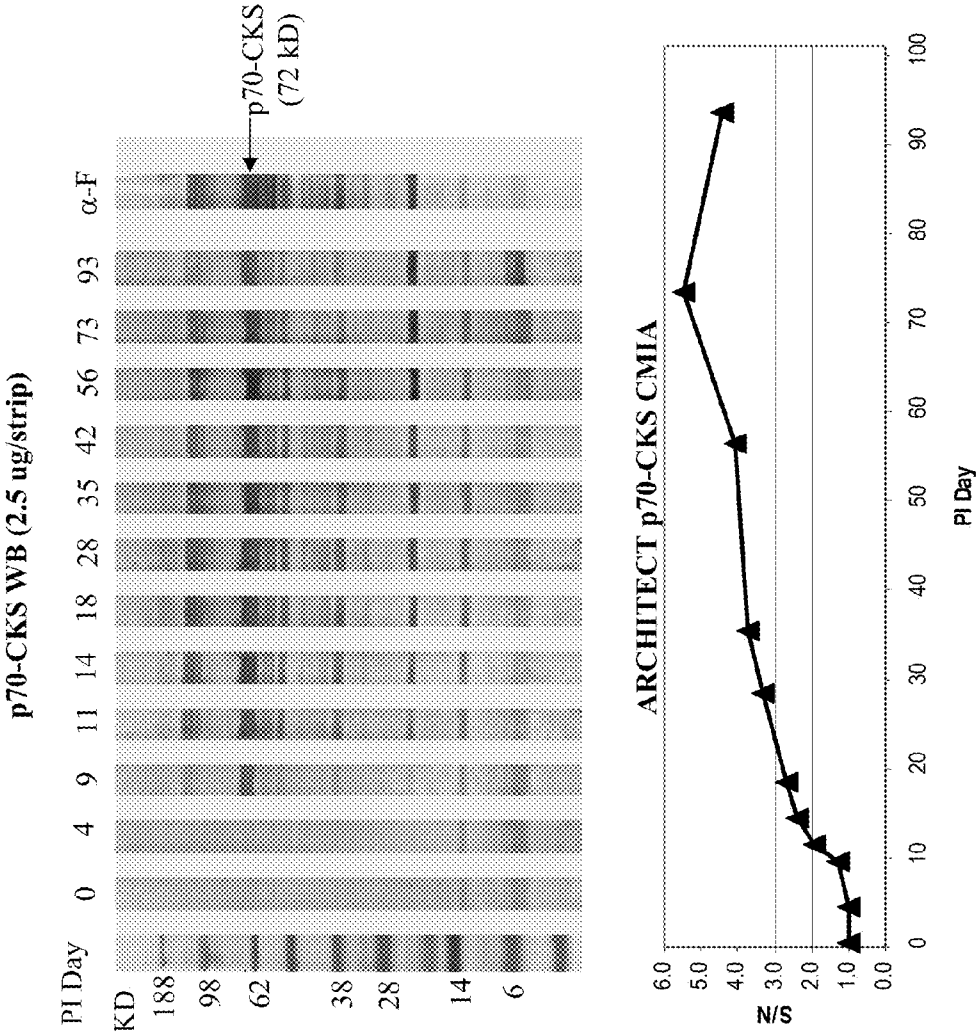 p70-CKS WB (2.5 ug/strip)
PI Day 0 4 9 11 14 18 28 35 42 56 73 93 α-F
KD
188
98
62
38
28
14
6
p70-CKS
(72 kD)
ARCHITECT p70-CKS CMIA
6.0
5.0
4.0
3.0
2.0
1.0
0.0
S/N
0 10 20 30 40 50 60 70 80 90 100
PI Day